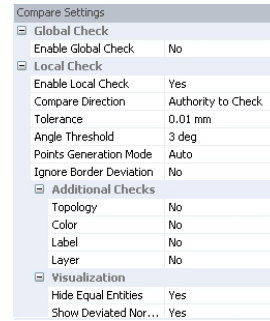 Compare Settings
Global Check
Enable Global Check No
Local Check
Enable Local Check Yes
Compare Direction Authority to Check
Tolerance 0.01 mm
Angle Threshold 3 deg
Points Generation Mode Auto
Ignore Border Deviation No
Additional Checks
Topology No
Color No
Label No
Layer No
Visualization
Hide Equal Entities Yes
Show Deviated Nor... Yes